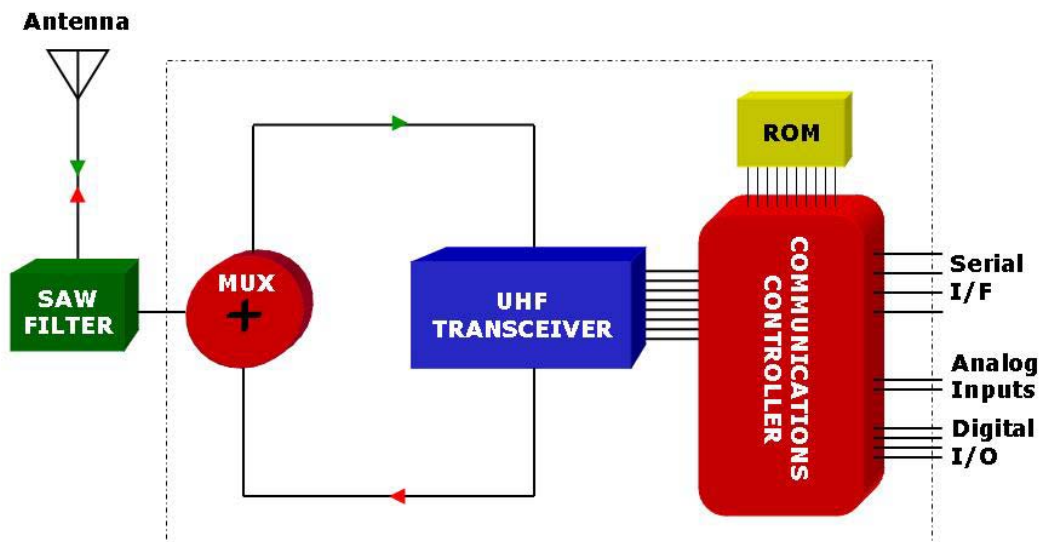 Antenna
ROM
MUX
+
SAW
FILTER
UHF
TRANSCEIVER
COMMUNICATIONS
CONTROLLER
Serial
I/F
Analog
Inputs
Digital
I/O